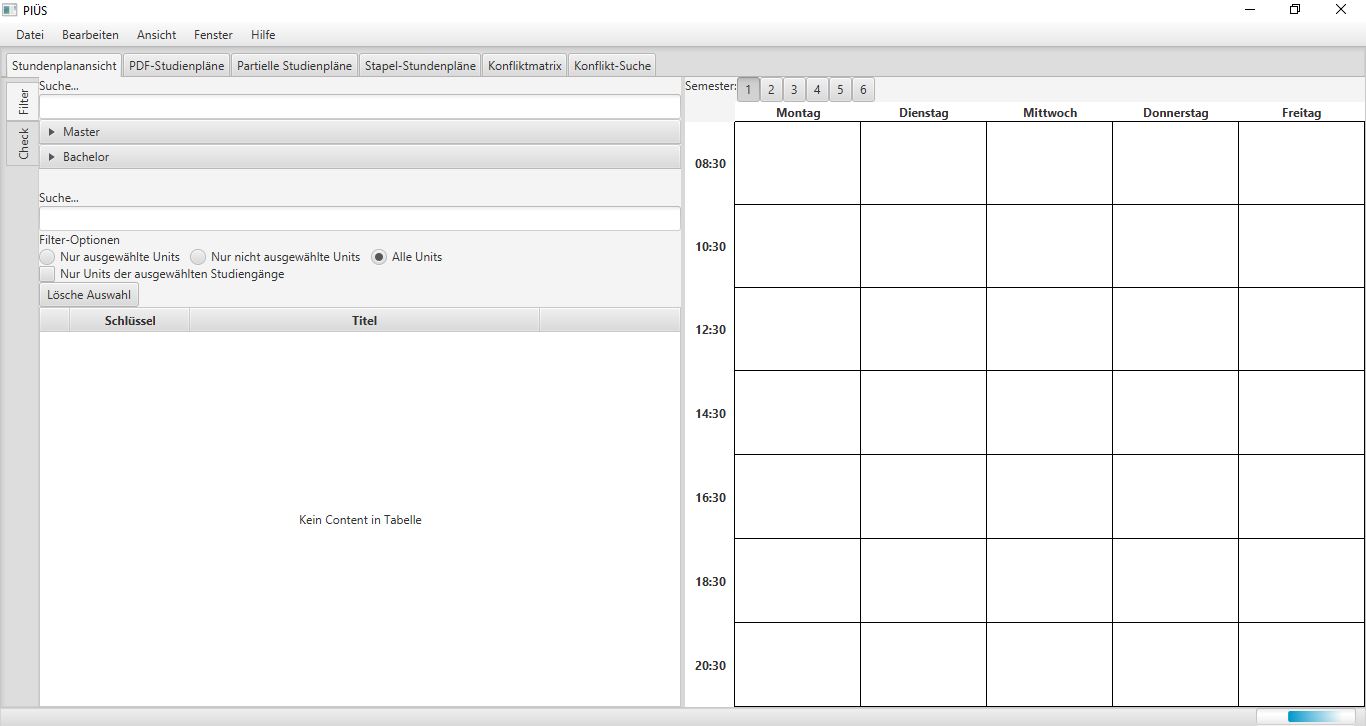 PIÜS
Datei Bearbeiten Ansicht Fenster Hilfe
Stundenplanansicht PDF-Studienpläne Partielle Studienpläne Stapel-Stundenpläne Konfliktmatrix Konflikt-Suche
Filter
Check
Suche...
Master
Bachelor
Suche...
Filter-Optionen
Nur ausgewählte Units Nur nicht ausgewählte Units Alle Units
Nur Units der ausgewählten Studiengänge
Lösche Auswahl
Schlüssel Titel
Kein Content in Tabelle
Semester: 1 2 3 4 5 6
Montag Dienstag Mittwoch Donnerstag Freitag
08:30
10:30
12:30
14:30
16:30
18:30
20:30